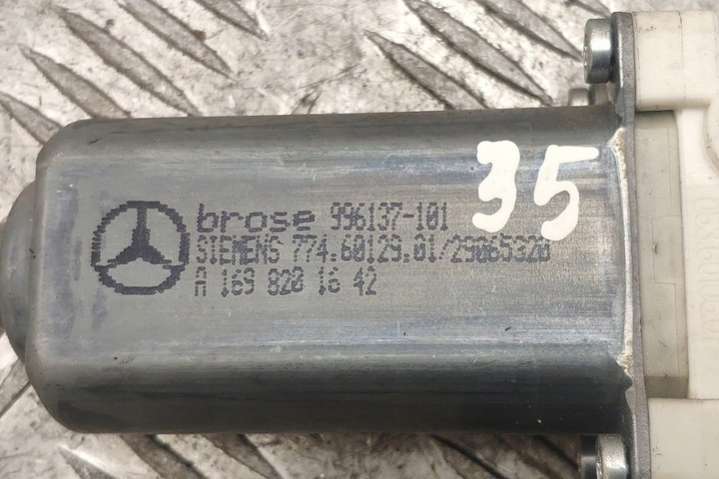 35
brose 996137-101
SIEMENS 774.60129.01/29065320
A 169 820 16 42